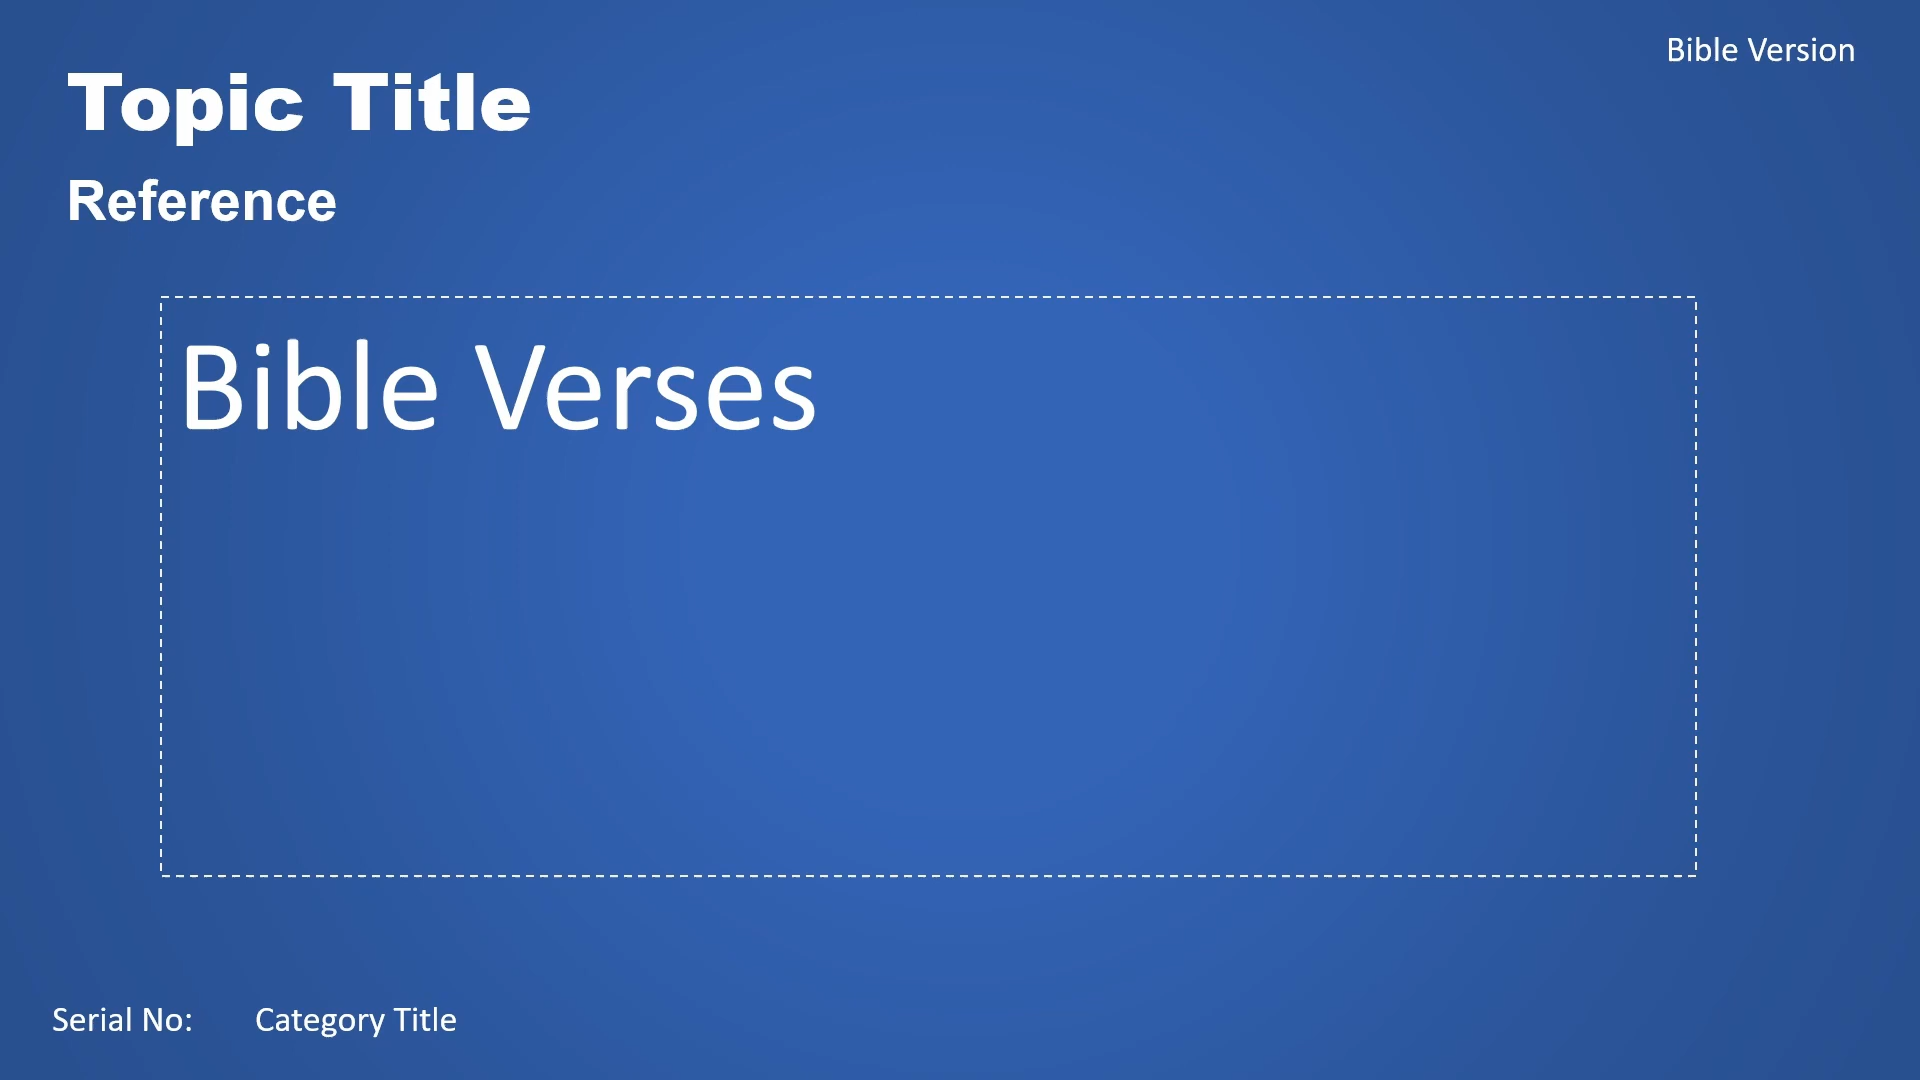 Bible Version
Topic Title
Reference
Bible Verses
Serial No:
Category Title